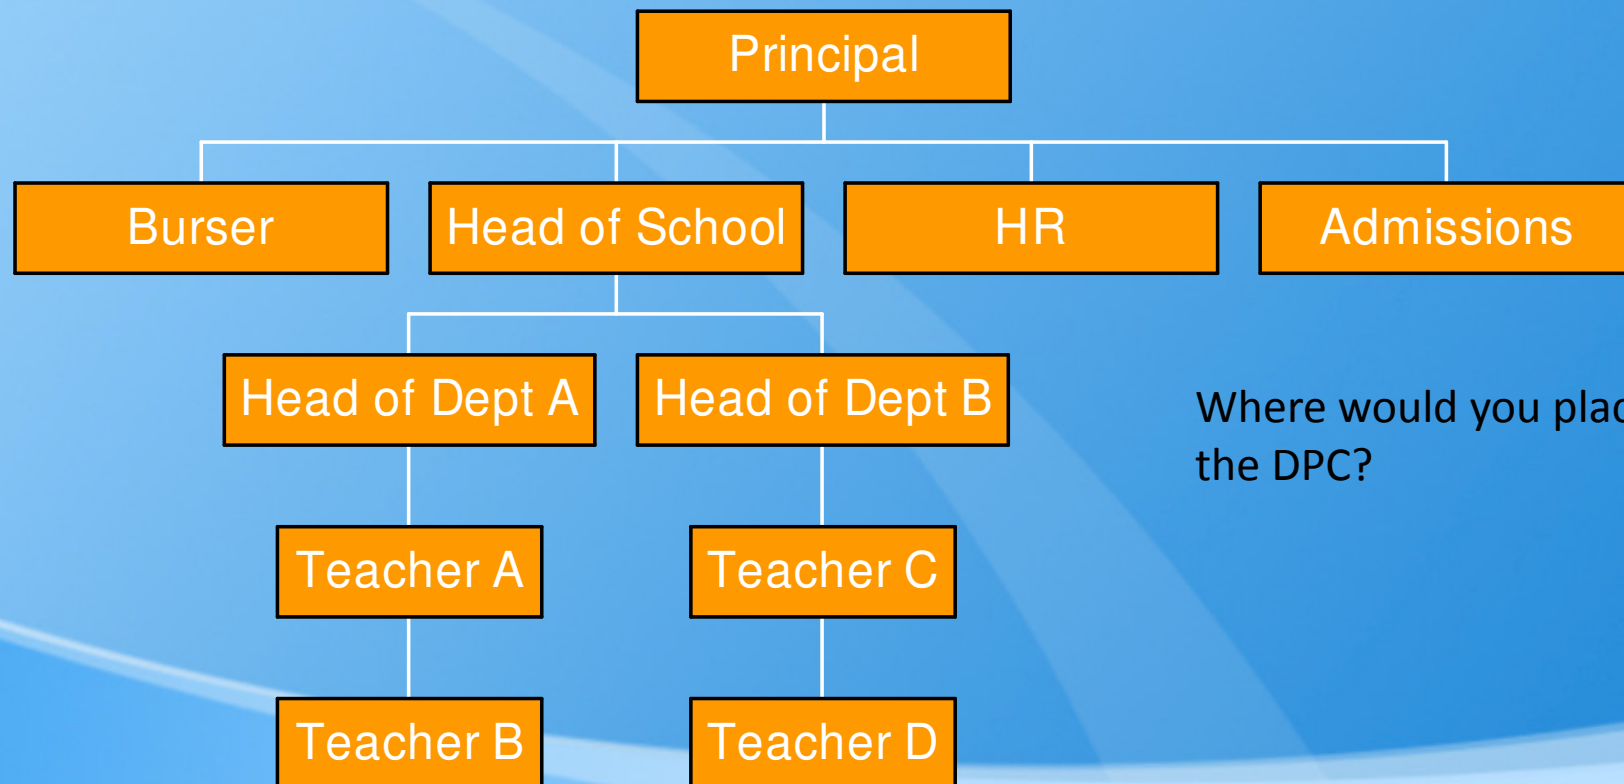 Principal
Burser
Head of School
HR
Admissions
Head of Dept A
Head of Dept B
Where would you plac
the DPC?
Teacher A
Teacher C
Teacher B
Teacher D